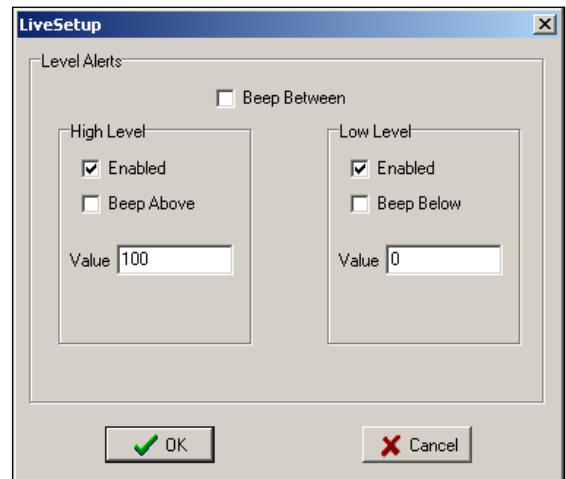 LiveSetup
Level Alerts
Beep Between
High Level
Enabled
Beep Above
Value 100
Low Level
Enabled
Beep Below
Value 0
OK
Cancel